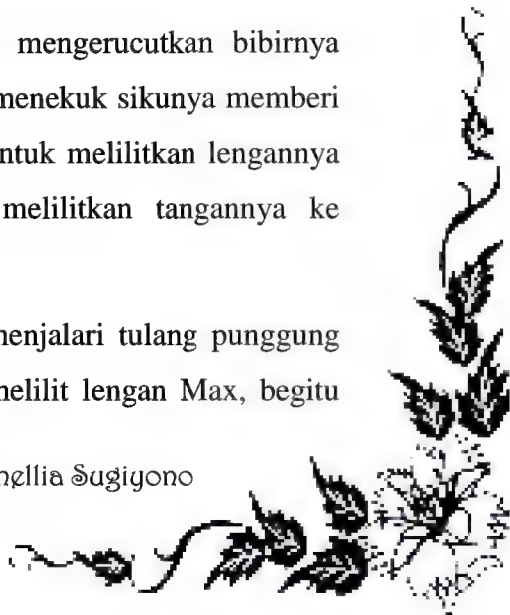 mengerucutkan bibirnya
menekuk sikunya memberi
ntuk melilitkan lengannya
melilitkan tangannya ke
menjalari tulang punggung
melilit lengan Max, begitu
nellia Sugiyono